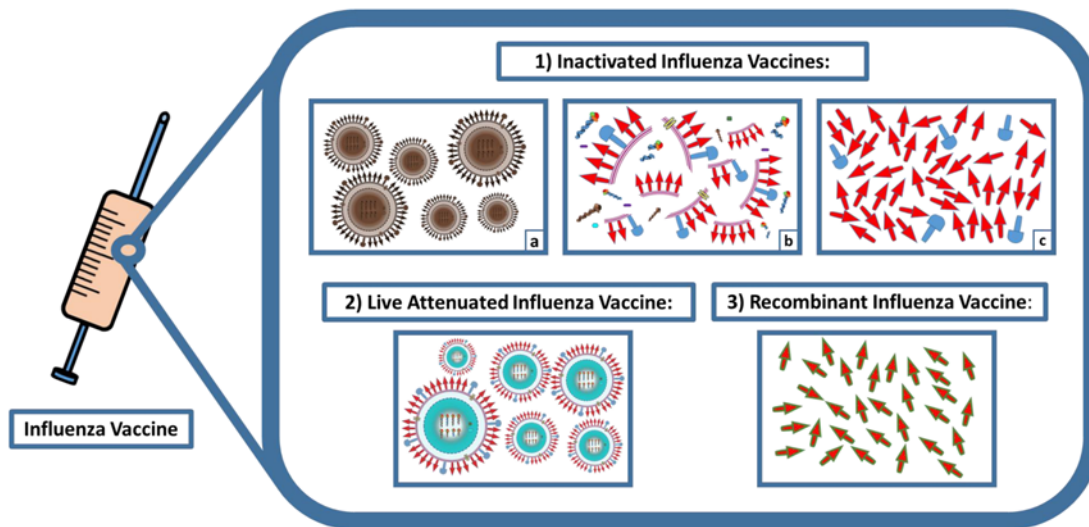 1) Inactivated Influenza Vaccines:
a
b
c
2) Live Attenuated Influenza Vaccine:
3) Recombinant Influenza Vaccine:
Influenza Vaccine